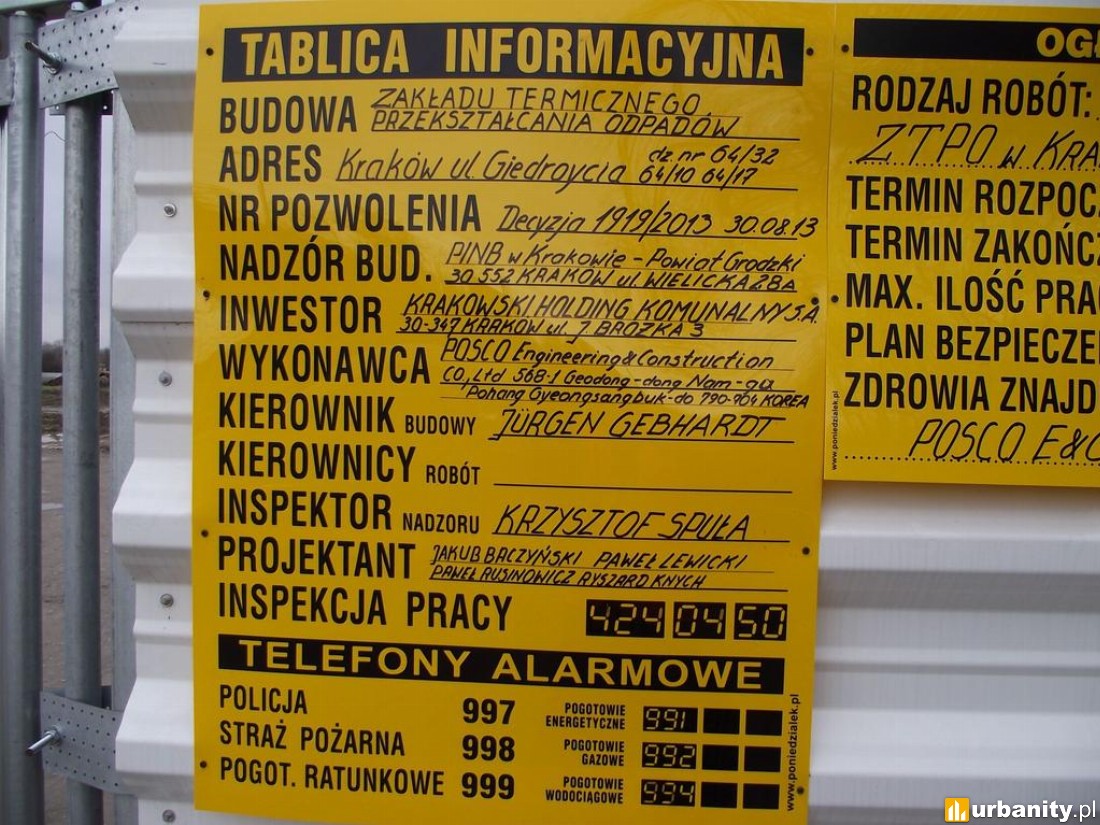 TABLICA INFORMACYJNA
BUDOWA ZAKŁADU TERMICZNEGO
PRZEKSZTAŁCANIA ODPADÓW
ADRES Kraków ul. Giedroycia dz.nr 64/32
64/10 64/17
NR POZWOLENIA Decyzja 1919/2013 30.08.13
NADZÓR BUD. PINB w Krakowie - Powiat Grodzki
30 552 KRAKÓW ul. WIELICKA 28A
INWESTOR KRAKOWSKI HOLDING KOMUNALNY S.A.
30-347 KRAKÓW ul. J. BROZKA 3
WYKONAWCA POSCO Engineering & Construction
CO, Ltd 568-1 Geodong-dong Nam-gu
Pohang Gyeongsangbuk-do 790-704 KOREA
KIEROWNIK BUDOWY JÜRGEN GEBHARDT
KIEROWNICY ROBÓT
INSPEKTOR NADZORU KRZYSZTOF SPUŁA
PROJEKTANT JAKUB BACZYŃSKI PAWEŁ LEWICKI
PAWEŁ RUSINOWICZ RYSZARD KNYCH
INSPEKCJA PRACY 424 04 50
TELEFONY ALARMOWE
POLICJA 997
STRAŻ POŻARNA 998
POGOT. RATUNKOWE 999
POGOTOWIE
ENERGETYCZNE 991
POGOTOWIE
GAZOWE 992
POGOTOWIE
WODOCIĄGOWE 994
www.poniedzialek.pl
OGŁ
RODZAJ ROBÓT:
ZTPO w KRA
TERMIN ROZPOCZ
TERMIN ZAKOŃCZ
MAX. ILOŚĆ PRAC
PLAN BEZPIECZE
ZDROWIA ZNAJD
POSCO E&C
www.poniedzialek.pl
urbanity.pl